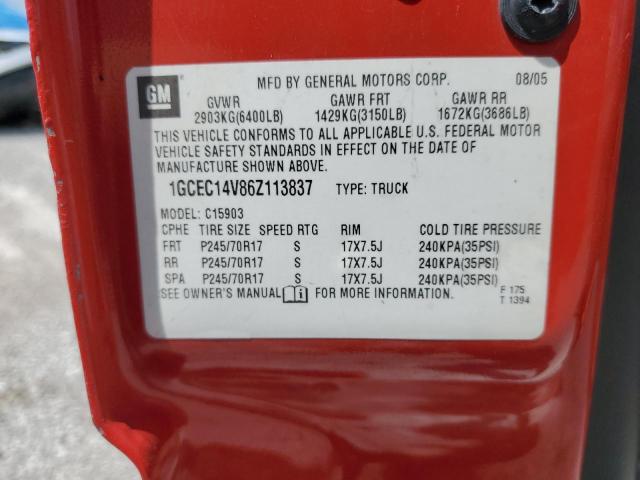 GM
MFD BY GENERAL MOTORS CORP. 08/05
GVWR GAWR FRT GAWR RR
2903KG(6400LB) 1429KG(3150LB) 1672KG(3686LB)
THIS VEHICLE CONFORMS TO ALL APPLICABLE U.S. FEDERAL MOTOR
VEHICLE SAFETY STANDARDS IN EFFECT ON THE DATE OF
MANUFACTURE SHOWN ABOVE.
1GCEC14V86Z113837 TYPE: TRUCK
MODEL: C15903
CPHE TIRE SIZE SPEED RTG RIM COLD TIRE PRESSURE
FRT P245/70R17 S 17X7.5J 240KPA(35PSI)
RR P245/70R17 S 17X7.5J 240KPA(35PSI)
SPA P245/70R17 S 17X7.5J 240KPA(35PSI)
SEE OWNER'S MANUAL FOR MORE INFORMATION.
F 175
T 1394